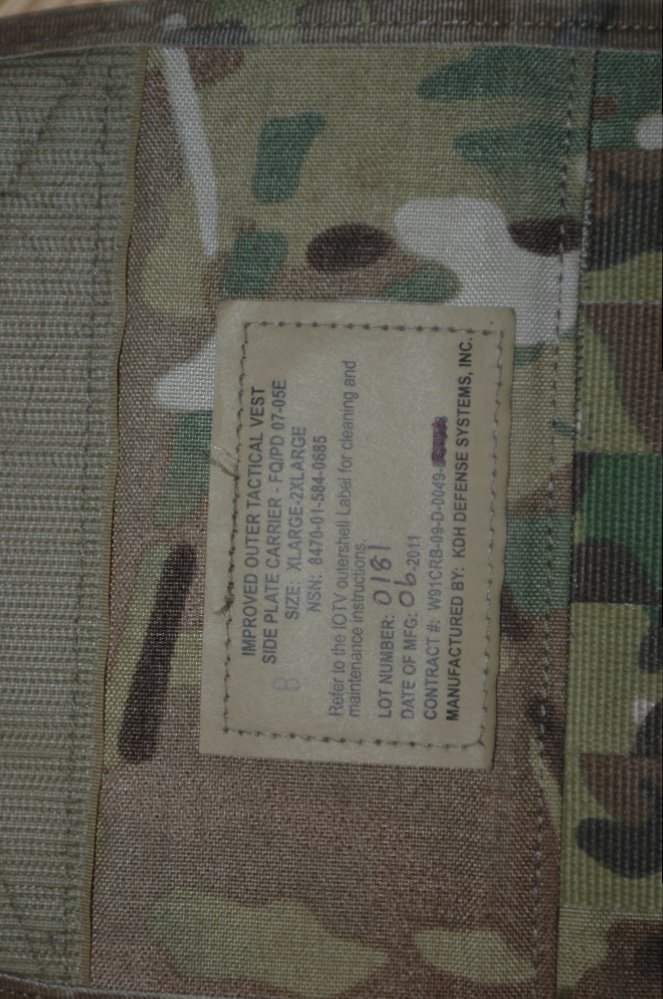 IMPROVED OUTER TACTICAL VEST
SIDE PLATE CARRIER - FQ/PD 07-05E
SIZE: XLARGE-2XLARGE
NSN: 8470-01-584-0685
Refer to the IOTV outershell Label for cleaning and
maintenance instructions.
LOT NUMBER: 0181
DATE OF MFG: 06-2011
CONTRACT #: W91CRB-09-D-0049-
MANUFACTURED BY: KDH DEFENSE SYSTEMS, INC.